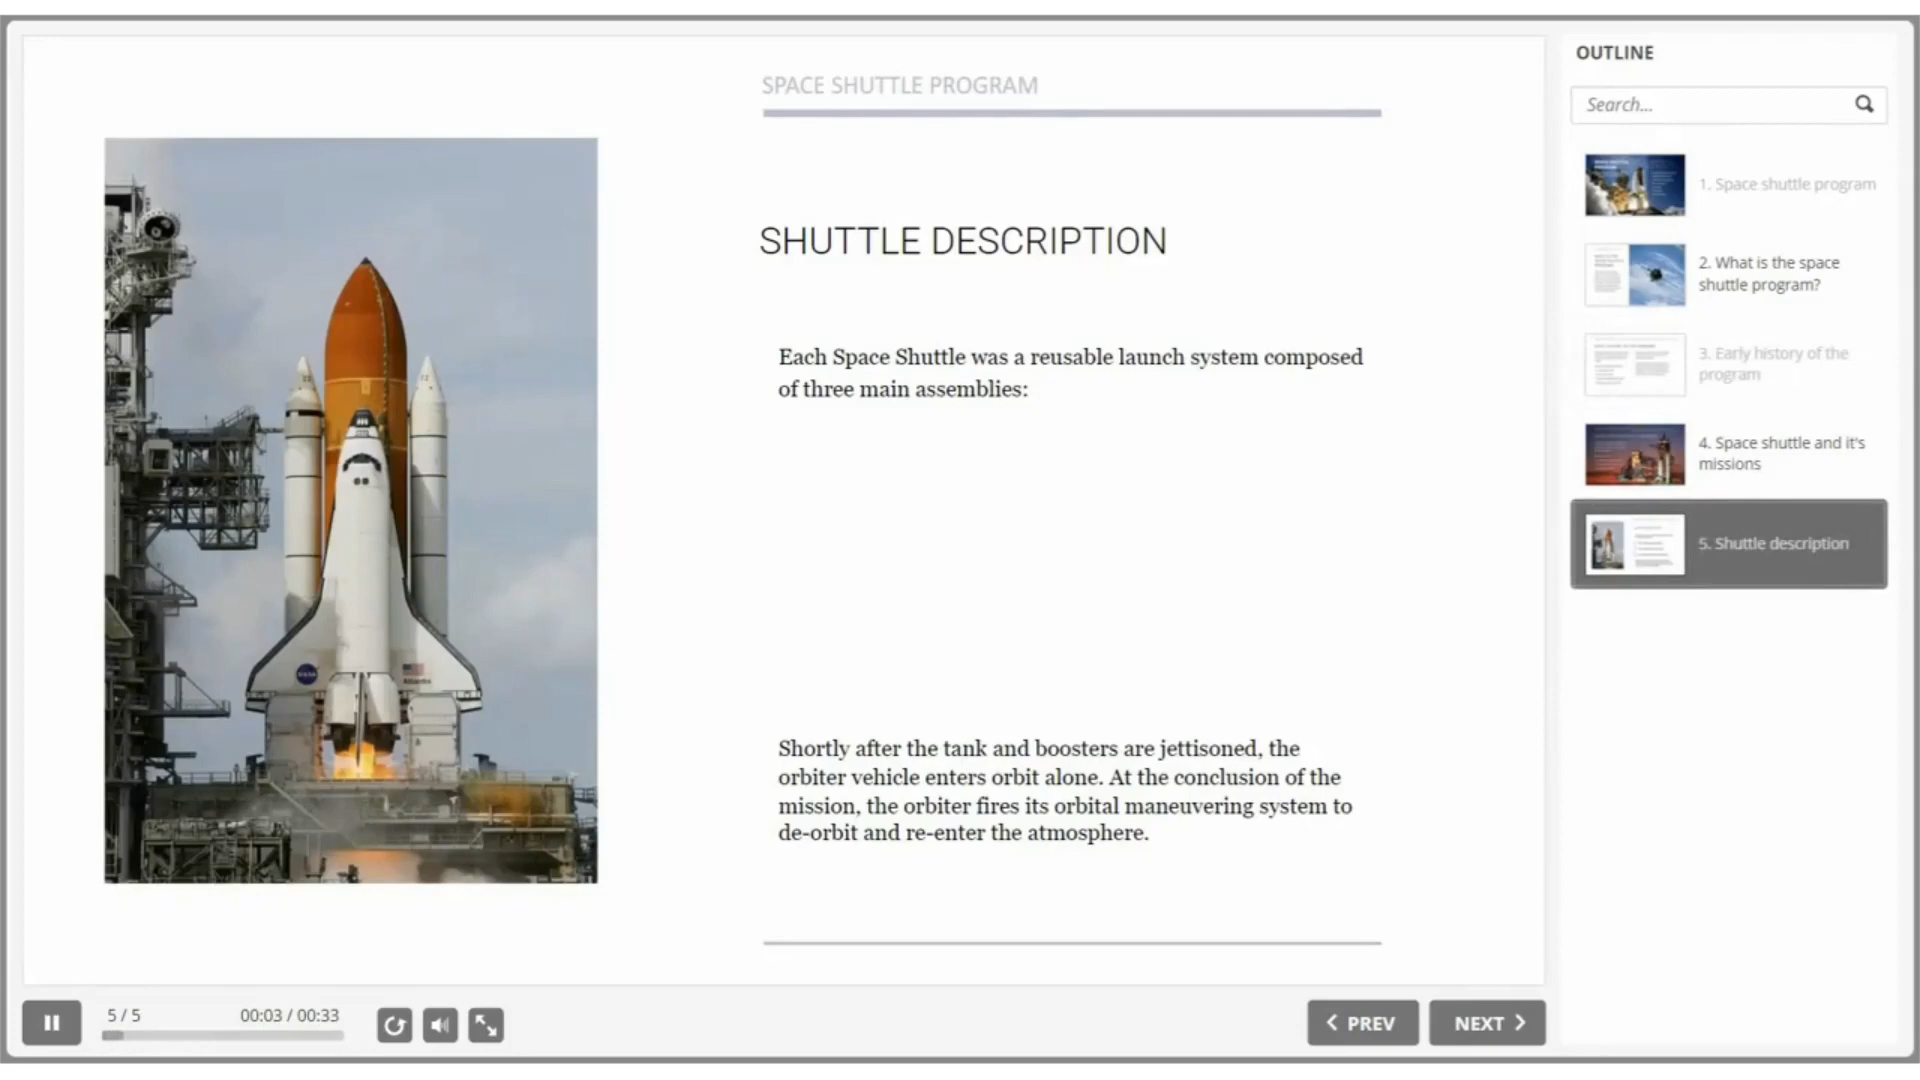 SPACE SHUTTLE PROGRAM
SHUTTLE DESCRIPTION
Each Space Shuttle was a reusable launch system composed
of three main assemblies:
Shortly after the tank and boosters are jettisoned, the
orbiter vehicle enters orbit alone. At the conclusion of the
mission, the orbiter fires its orbital maneuvering system to
de-orbit and re-enter the atmosphere.
OUTLINE
Search...
1. Space shuttle program
2. What is the space
shuttle program?
3. Early history of the
program
4. Space shuttle and it's
missions
5. Shuttle description
5 / 5
00:03 / 00:33
PREV
NEXT